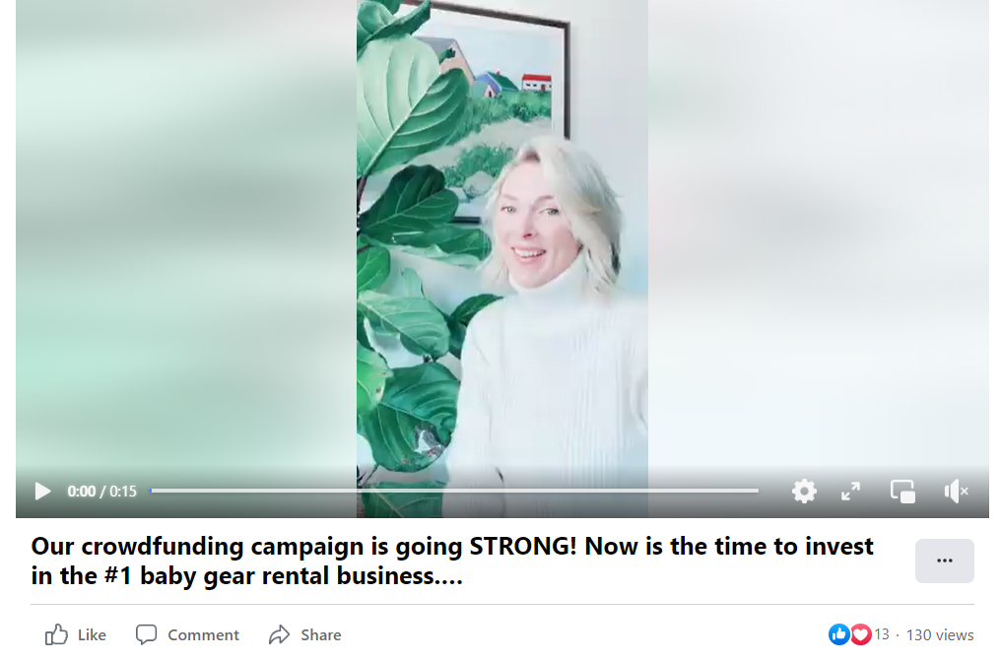 0:00 / 0:15
Our crowdfunding campaign is going STRONG! Now is the time to invest
in the #1 baby gear rental business....
Like Comment Share 13 · 130 views